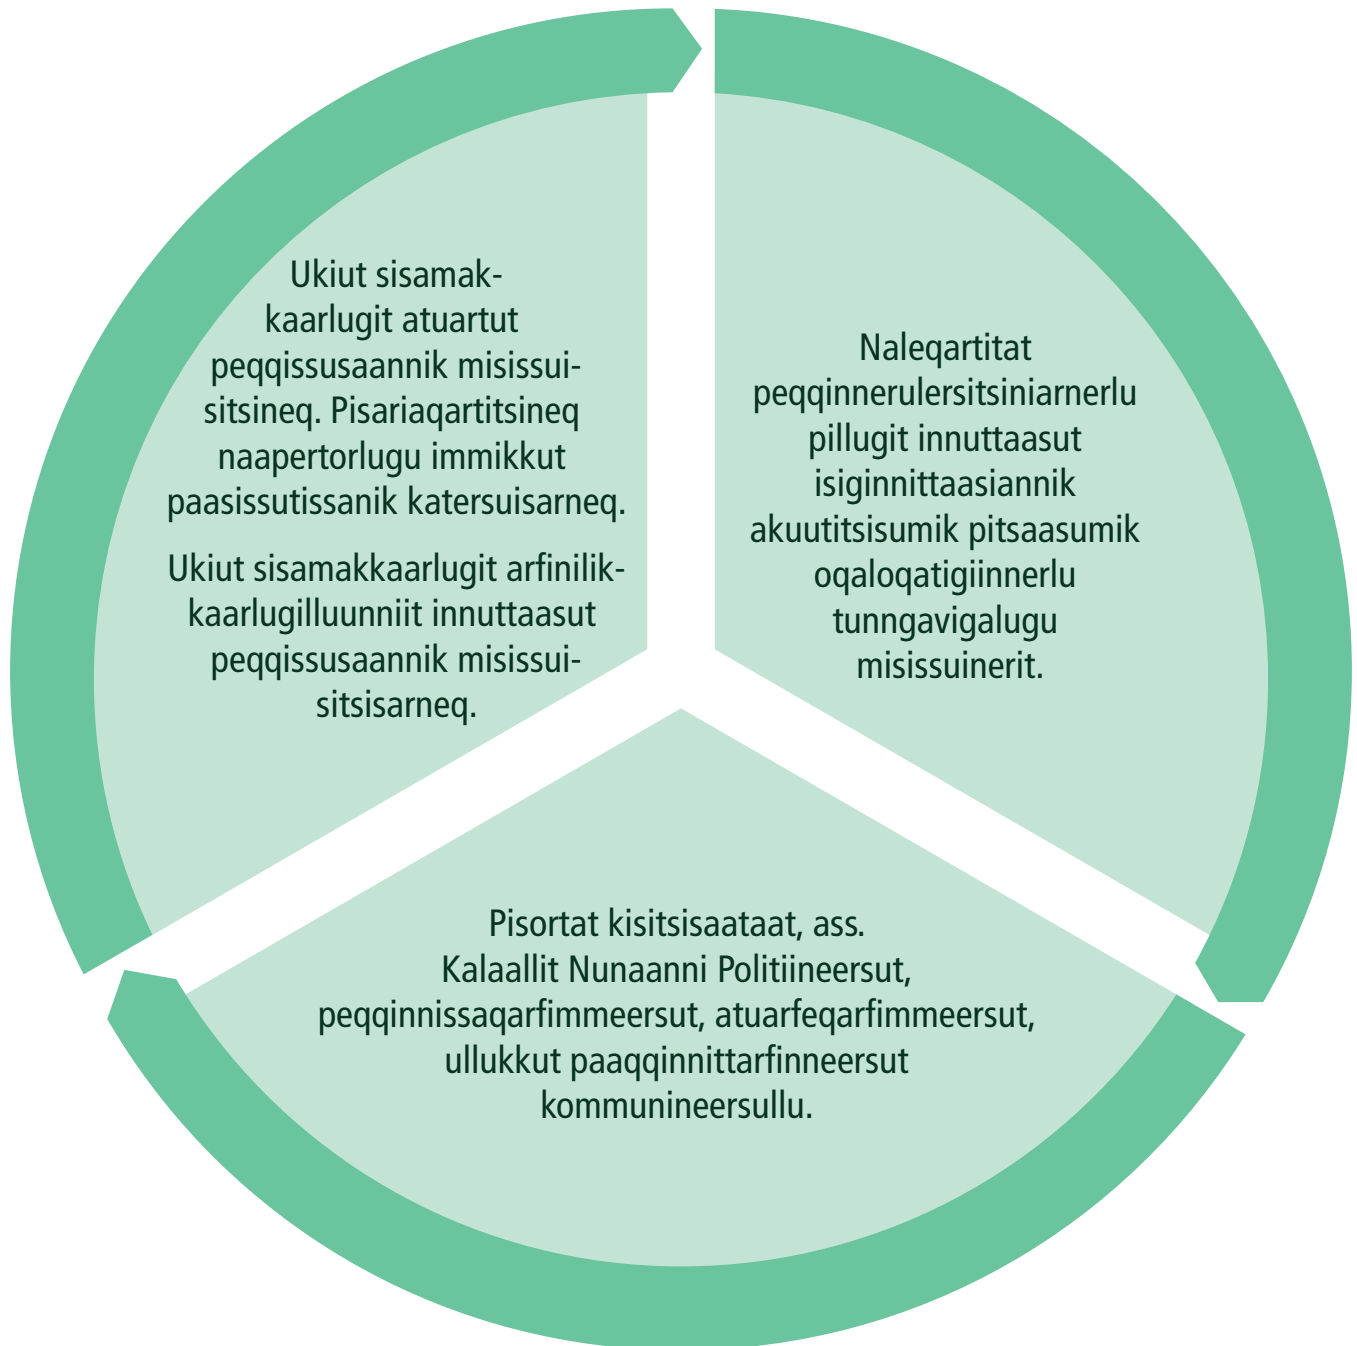 Ukiut sisamak-
kaarlugit atuartut
peqqissusaannik misissui-
sitsineq. Pisariaqartitsineq
naapertorlugu immikkut
paasissutissanik katersuisarneq.
Ukiut sisamakkaarlugit arfinilik-
kaarlugilluunniit innuttaasut
peqqissusaannik misissui-
sitsisarneq.
Naleqartitat
peqqinnerulersitsiniarnerlu
pillugit innuttaasut
isiginnittaasiannik
akuutitsisumik pitsaasumik
oqaloqatigiinnerlu
tunngavigalugu
misissuinerit.
Pisortat kisitsisaataat, ass.
Kalaallit Nunaanni Politiineersut,
peqqinnissaqarfimmeersut, atuarfeqarfimmeersut,
ullukkut paaqqinnittarfinneersut
kommunineersullu.